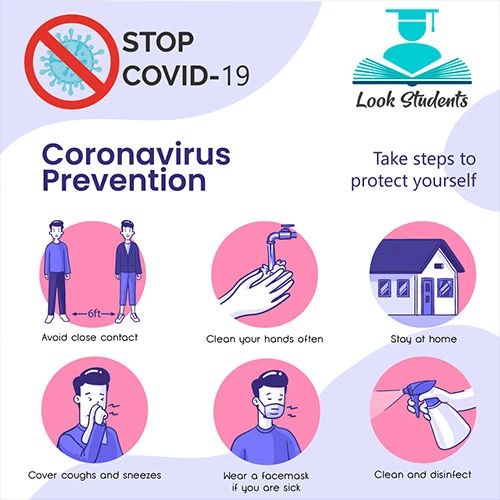 STOP
COVID-19
Look Students
Coronavirus
Prevention
Take steps to
protect yourself
6ft
Avoid close contact
Clean your hands often
Stay at home
Cover coughs and sneezes
Wear a facemask
if you are sick
Clean and disinfect